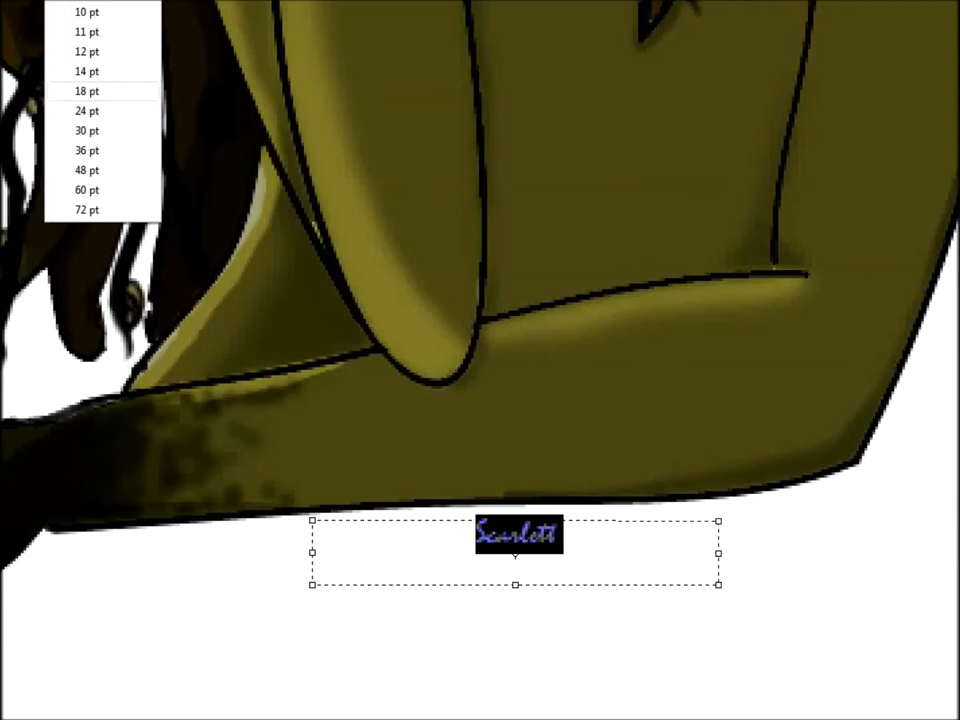 10 pt
11 pt
12 pt
14 pt
18 pt
24 pt
30 pt
36 pt
48 pt
60 pt
72 pt
Scarlett